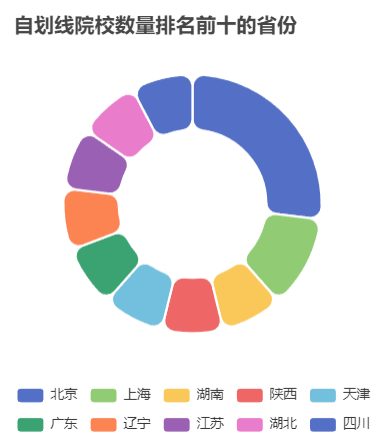 自划线院校数量排名前十的省份
北京 上海 湖南 陕西 天津
广东 辽宁 江苏 湖北 四川